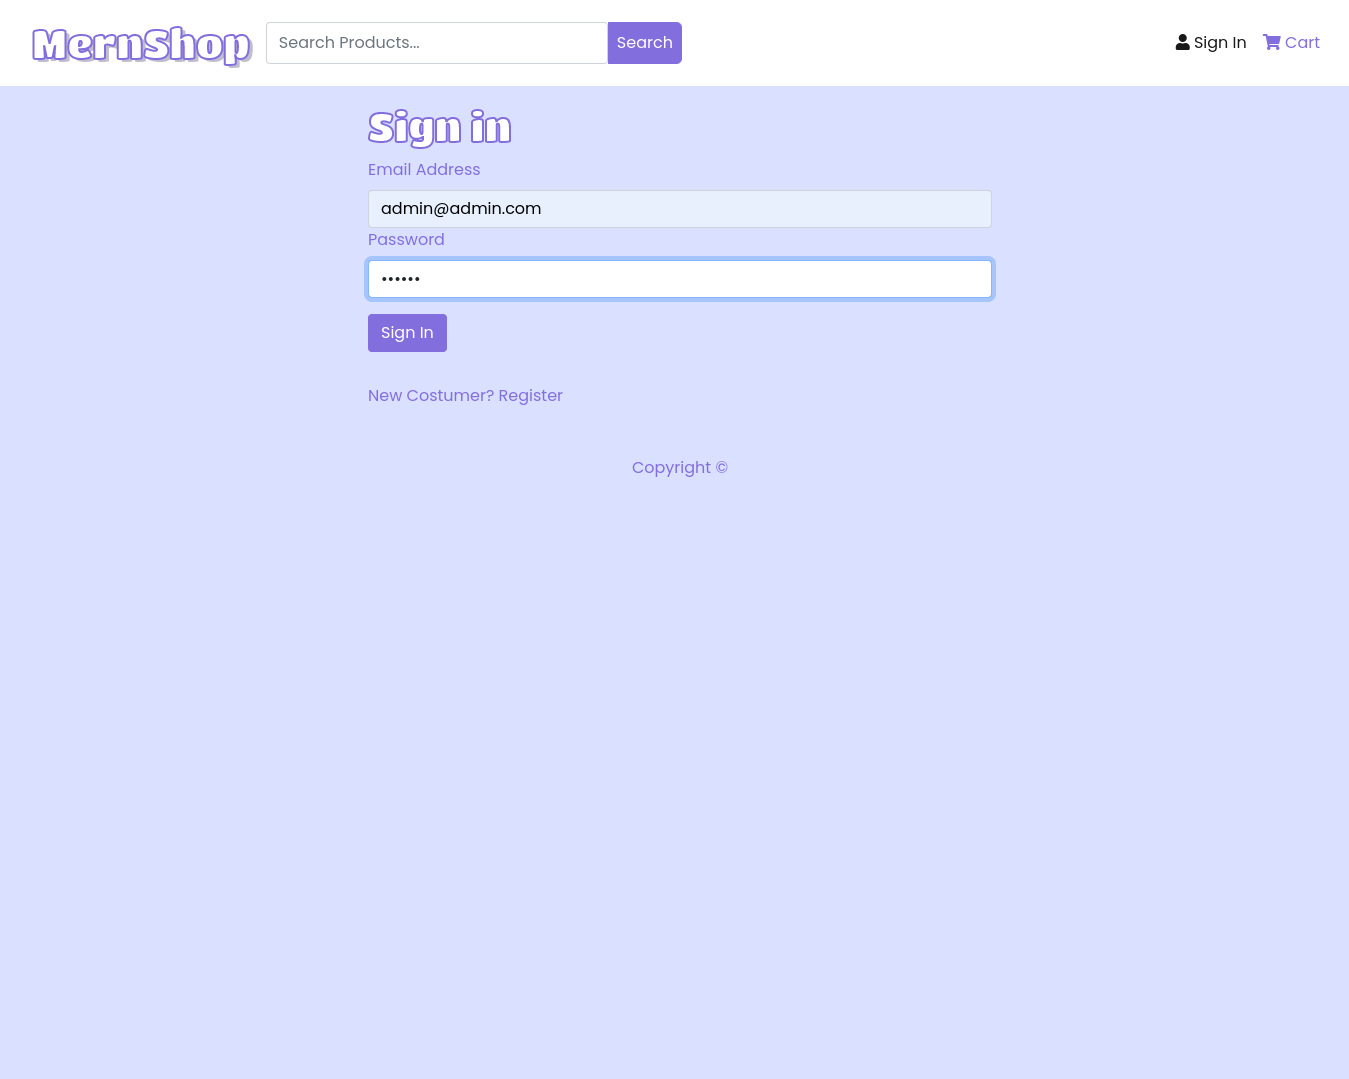 MernShop
Search Products...
Search
Sign In
Cart
Sign in
Email Address
admin@admin.com
Password
••••••
Sign In
New Costumer? Register
Copyright ©